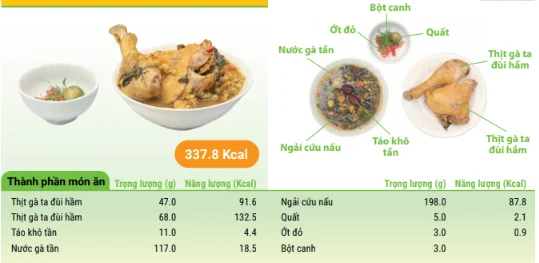 Bột canh
Ớt đỏ
Quất
Nước gà tần
Thịt gà ta
đùi hầm
Ngải cứu nấu
Táo khô
tần
Thịt gà ta
đùi hầm
337.8 Kcal
Thành phần món ăn Trọng lượng (g) Năng lượng (Kcal) Trọng lượng (g) Năng lượng (Kcal)
Thịt gà ta đùi hầm 47.0 91.6 Ngải cứu nấu 198.0 87.8
Thịt gà ta đùi hầm 68.0 132.5 Quất 5.0 2.1
Táo khô tần 11.0 4.4 Ớt đỏ 3.0 0.9
Nước gà tần 117.0 18.5 Bột canh 3.0